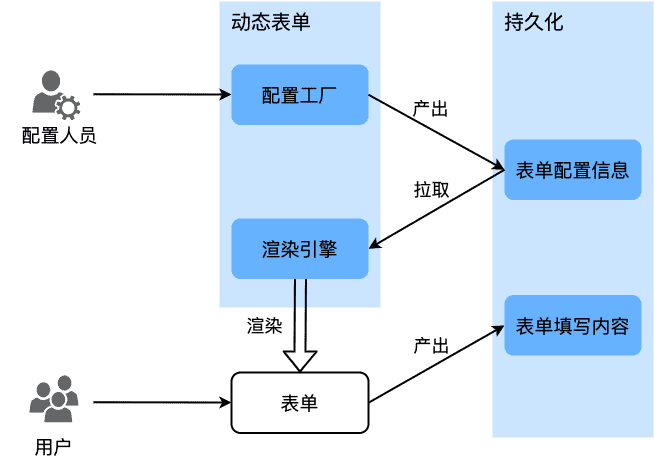 动态表单
持久化
配置工厂
产出
配置人员
表单配置信息
拉取
渲染引擎
渲染
表单填写内容
产出
表单
用户